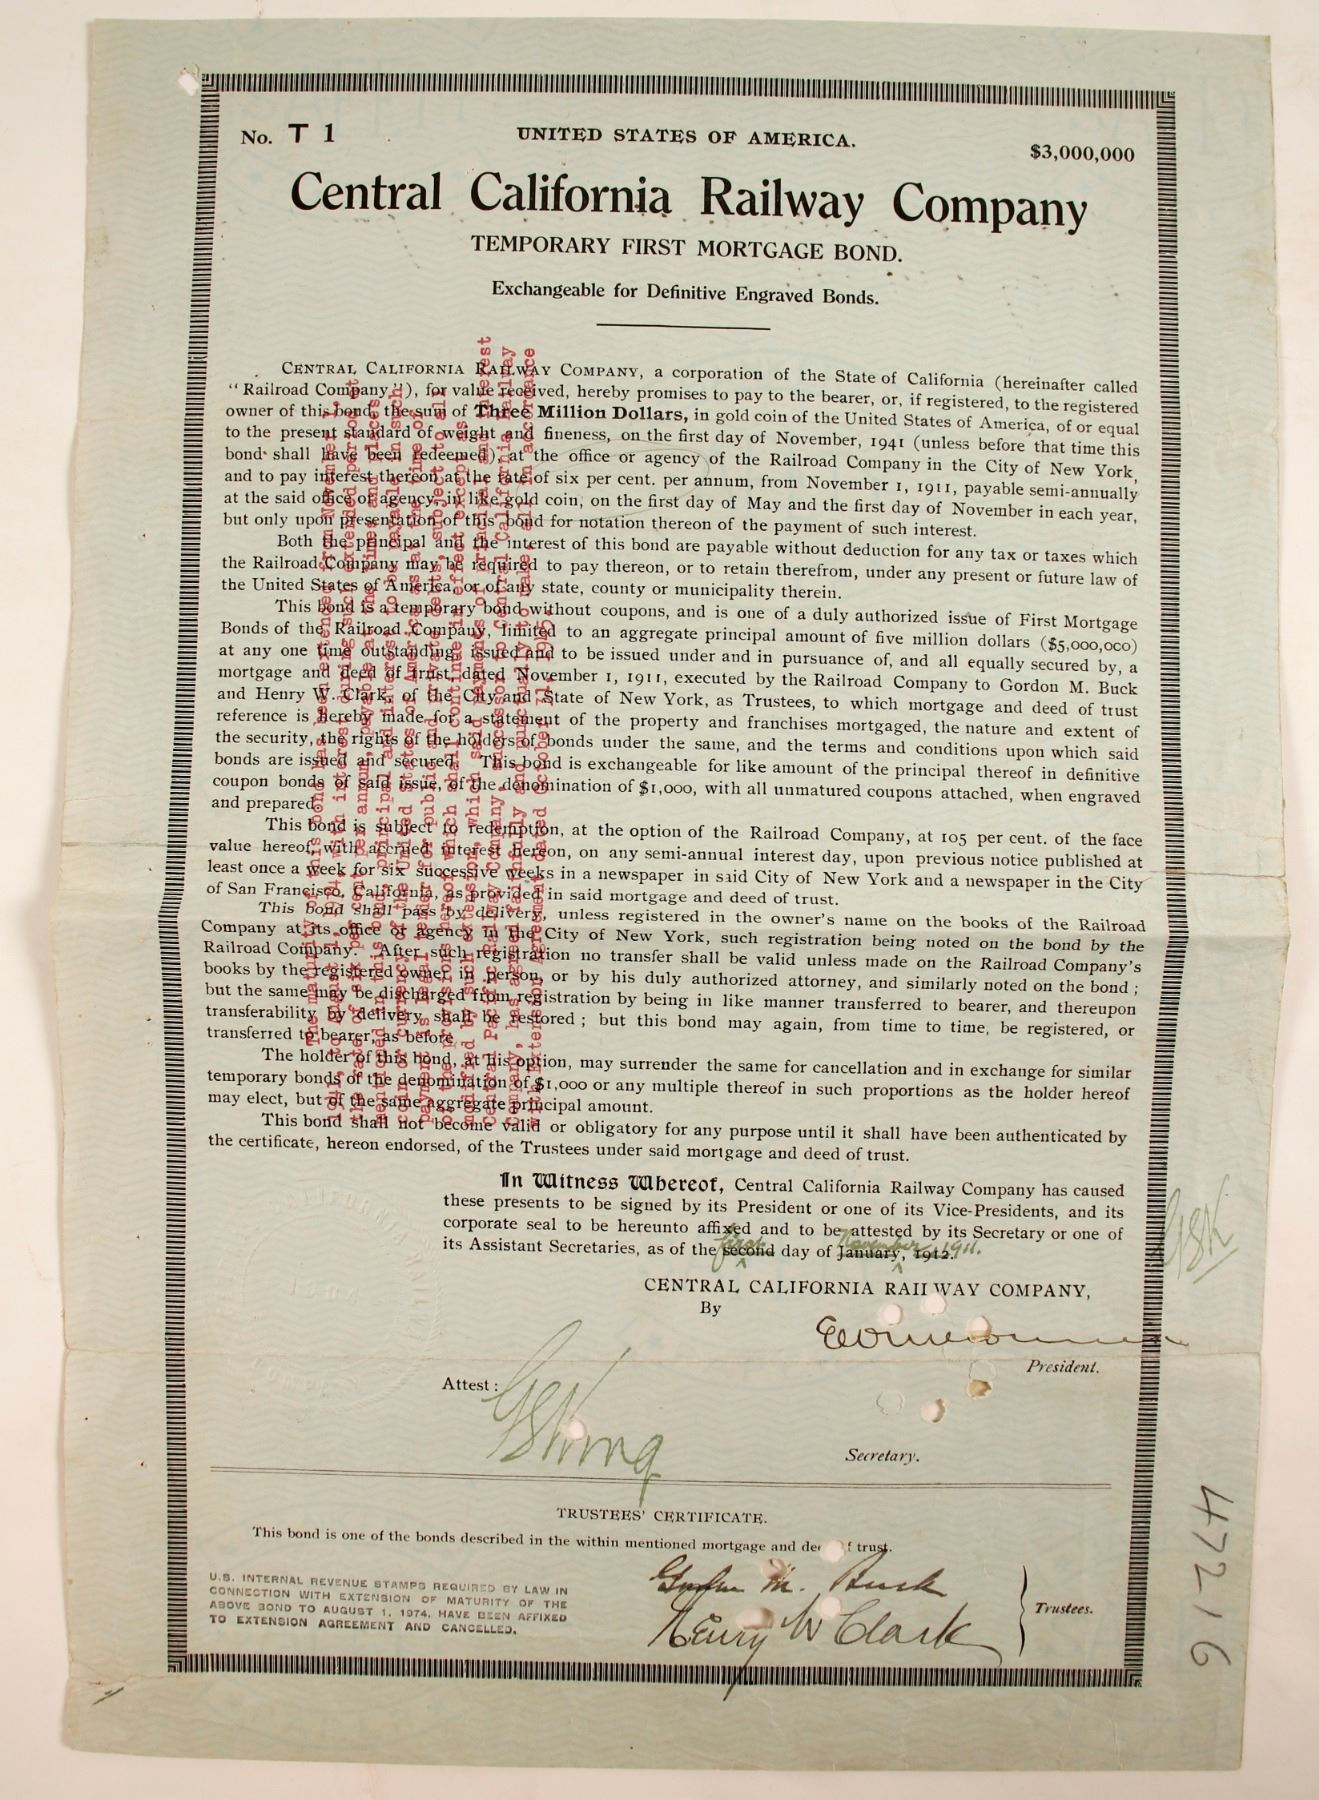 No. T 1
UNITED STATES OF AMERICA.
$3,000,000
Central California Railway Company
TEMPORARY FIRST MORTGAGE BOND.
Exchangeable for Definitive Engraved Bonds.
CENTRAL CALIFORNIA RAILWAY COMPANY, a corporation of the State of California (hereinafter called
"Railroad Company"), for value received, hereby promises to pay to the bearer, or, if registered, to the registered
owner of this bond, the sum of Three Million Dollars, in gold coin of the United States of America, of or equal
to the present standard of weight and fineness, on the first day of November, 1941 (unless before that time this
bond shall have been redeemed), at the office or agency of the Railroad Company in the City of New York,
and to pay interest thereon at the rate of six per cent. per annum, from November 1, 1911, payable semi-annually
at the said office or agency, in like gold coin, on the first day of May and the first day of November in each year,
but only upon presentation of this bond for notation thereon of the payment of such interest.
Both the principal and the interest of this bond are payable without deduction for any tax or taxes which
the Railroad Company may be required to pay thereon, or to retain therefrom, under any present or future law of
the United States of America, or of any state, county or municipality therein.
This bond is a temporary bond without coupons, and is one of a duly authorized issue of First Mortgage
Bonds of the Railroad Company, limited to an aggregate principal amount of five million dollars ($5,000,000)
at any one time outstanding, issued and to be issued under and in pursuance of, and all equally secured by, a
mortgage and deed of trust, dated November 1, 1911, executed by the Railroad Company to Gordon M. Buck
and Henry W. Clark, of the City and State of New York, as Trustees, to which mortgage and deed of trust
reference is hereby made for a statement of the property and franchises mortgaged, the nature and extent of
the security, the rights of the holders of bonds under the same, and the terms and conditions upon which said
bonds are issued and secured. This bond is exchangeable for like amount of the principal thereof in definitive
coupon bonds of said issue, of the denomination of $1,000, with all unmatured coupons attached, when engraved
and prepared.
This bond is subject to redemption, at the option of the Railroad Company, at 105 per cent. of the face
value hereof, with accrued interest hereon, on any semi-annual interest day, upon previous notice published at
least once a week for six successive weeks in a newspaper in said City of New York and a newspaper in the City
of San Francisco, California, as provided in said mortgage and deed of trust.
This bond shall pass by delivery, unless registered in the owner's name on the books of the Railroad
Company at its office or agency in the City of New York, such registration being noted on the bond by the
Railroad Company. After such registration no transfer shall be valid unless made on the Railroad Company's
books by the registered owner in person, or by his duly authorized attorney, and similarly noted on the bond;
but the same may be discharged from registration by being in like manner transferred to bearer, and thereupon
transferability by delivery shall be restored; but this bond may again, from time to time, be registered, or
transferred to bearer, as before.
The holder of this bond, at his option, may surrender the same for cancellation and in exchange for similar
temporary bonds of the denomination of $1,000 or any multiple thereof in such proportions as the holder hereof
may elect, but of the same aggregate principal amount.
This bond shall not become valid or obligatory for any purpose until it shall have been authenticated by
the certificate, hereon endorsed, of the Trustees under said mortgage and deed of trust.
In Witness Whereof, Central California Railway Company has caused
these presents to be signed by its President or one of its Vice-Presidents, and its
corporate seal to be hereunto affixed and to be attested by its Secretary or one of
first November 1911.
its Assistant Secretaries, as of the second day of January, 1912.
GSK
CENTRAL CALIFORNIA RAILWAY COMPANY,
By
President.
Attest:
GSKing
Secretary.
TRUSTEES' CERTIFICATE.
This bond is one of the bonds described in the within mentioned mortgage and dee f trust.
U.S. INTERNAL REVENUE STAMPS REQUIRED BY LAW IN
CONNECTION WITH EXTENSION OF MATURITY OF THE
ABOVE BOND TO AUGUST 1, 1974, HAVE BEEN AFFIXED
TO EXTENSION AGREEMENT AND CANCELLED.
Gordon M. Buck
Henry W Clark
Trustees.
47216